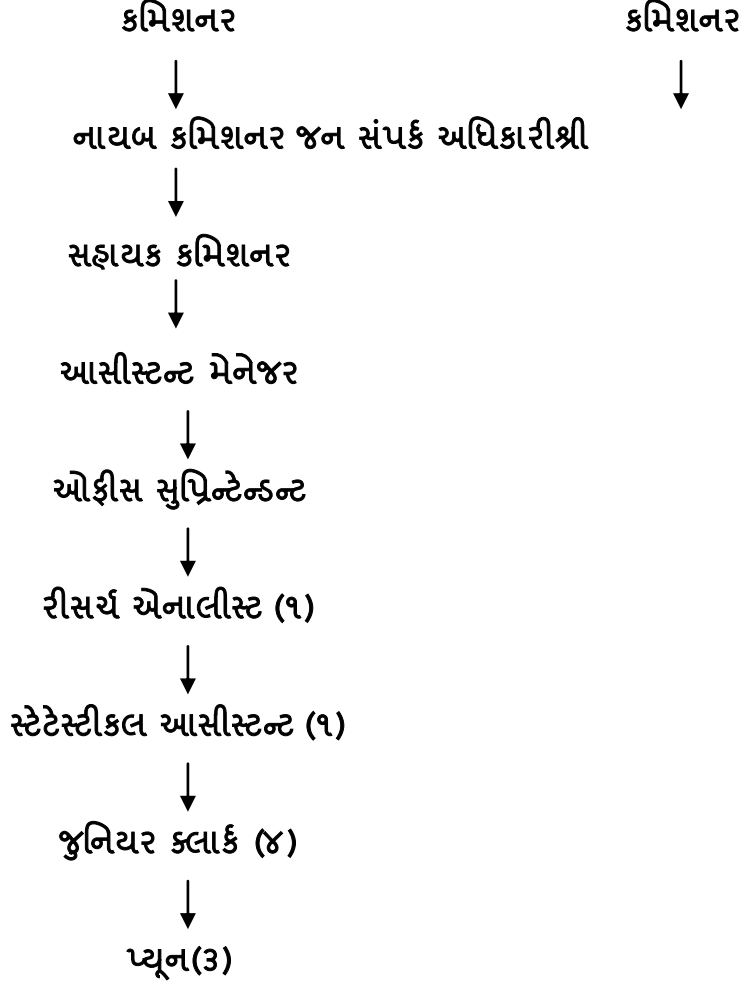 કમિશનર કમિશનર
નાયબ કમિશનર જન સંપર્ક અધિકારીશ્રી
સહાયક કમિશનર
આસીસ્ટન્ટ મેનેજર
ઓફીસ સુપ્રિન્ટેન્ડન્ટ
રીસર્ચ એનાલીસ્ટ (૧)
સ્ટેટેસ્ટીકલ આસીસ્ટન્ટ (૧)
જુનિયર ક્લાર્ક (૪)
પ્યૂન(૩)